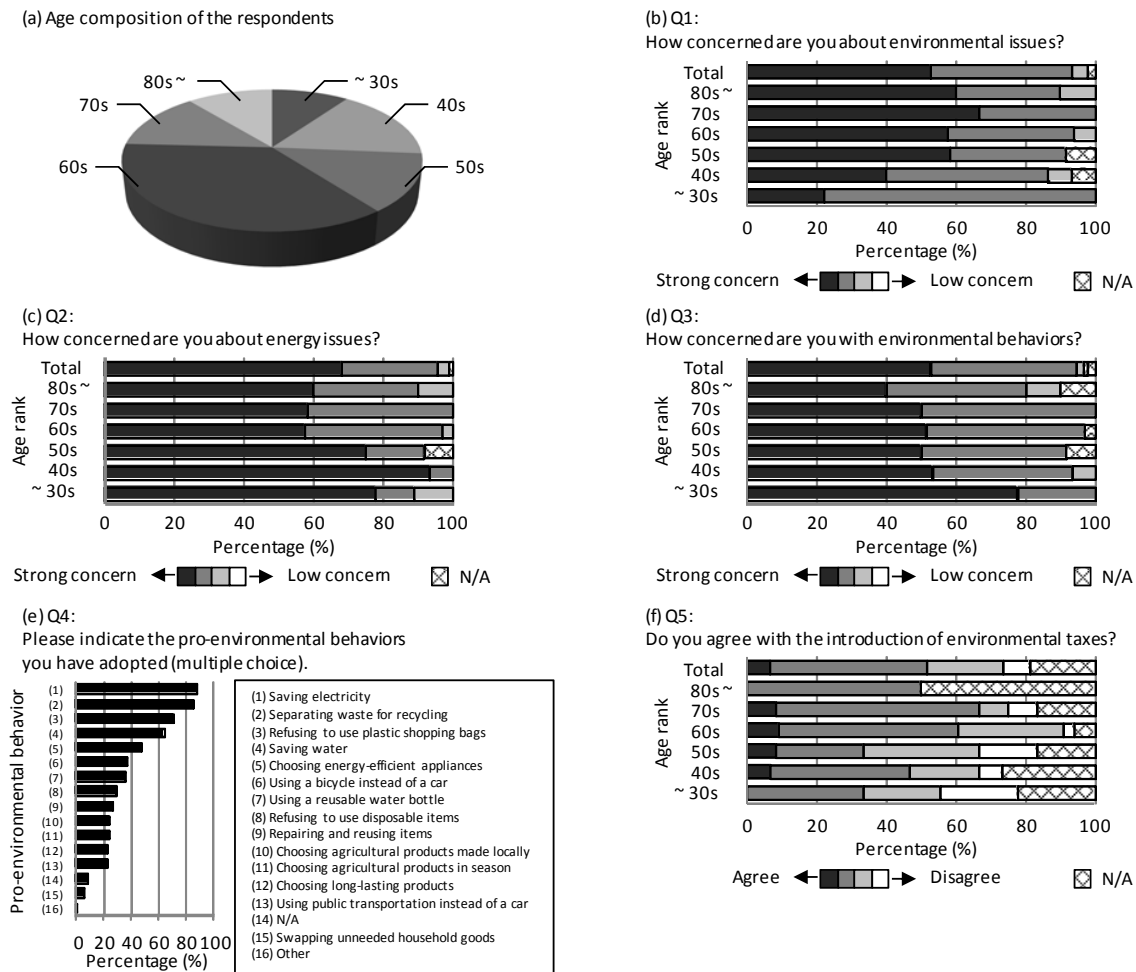 (a) Age composition of the respondents
80s ~
~ 30s
70s
40s
60s
50s
(b) Q1:
How concerned are you about environmental issues?
Age rank
Total
80s ~
70s
60s
50s
40s
~ 30s
0 20 40 60 80 100
Percentage (%)
Strong concern Low concern N/A
(c) Q2:
How concerned are you about energy issues?
Age rank
Total
80s ~
70s
60s
50s
40s
~ 30s
0 20 40 60 80 100
Percentage (%)
Strong concern Low concern N/A
(d) Q3:
How concerned are you with environmental behaviors?
Age rank
Total
80s ~
70s
60s
50s
40s
~ 30s
0 20 40 60 80 100
Percentage (%)
Strong concern Low concern N/A
(e) Q4:
Please indicate the pro-environmental behaviors
you have adopted (multiple choice).
Pro-environmental behavior
(1)
(2)
(3)
(4)
(5)
(6)
(7)
(8)
(9)
(10)
(11)
(12)
(13)
(14)
(15)
(16)
0 20 40 60 80 100
Percentage (%)
(1) Saving electricity
(2) Separating waste for recycling
(3) Refusing to use plastic shopping bags
(4) Saving water
(5) Choosing energy-efficient appliances
(6) Using a bicycle instead of a car
(7) Using a reusable water bottle
(8) Refusing to use disposable items
(9) Repairing and reusing items
(10) Choosing agricultural products made locally
(11) Choosing agricultural products in season
(12) Choosing long-lasting products
(13) Using public transportation instead of a car
(14) N/A
(15) Swapping unneeded household goods
(16) Other
(f) Q5:
Do you agree with the introduction of environmental taxes?
Age rank
Total
80s ~
70s
60s
50s
40s
~ 30s
0 20 40 60 80 100
Percentage (%)
Agree Disagree N/A